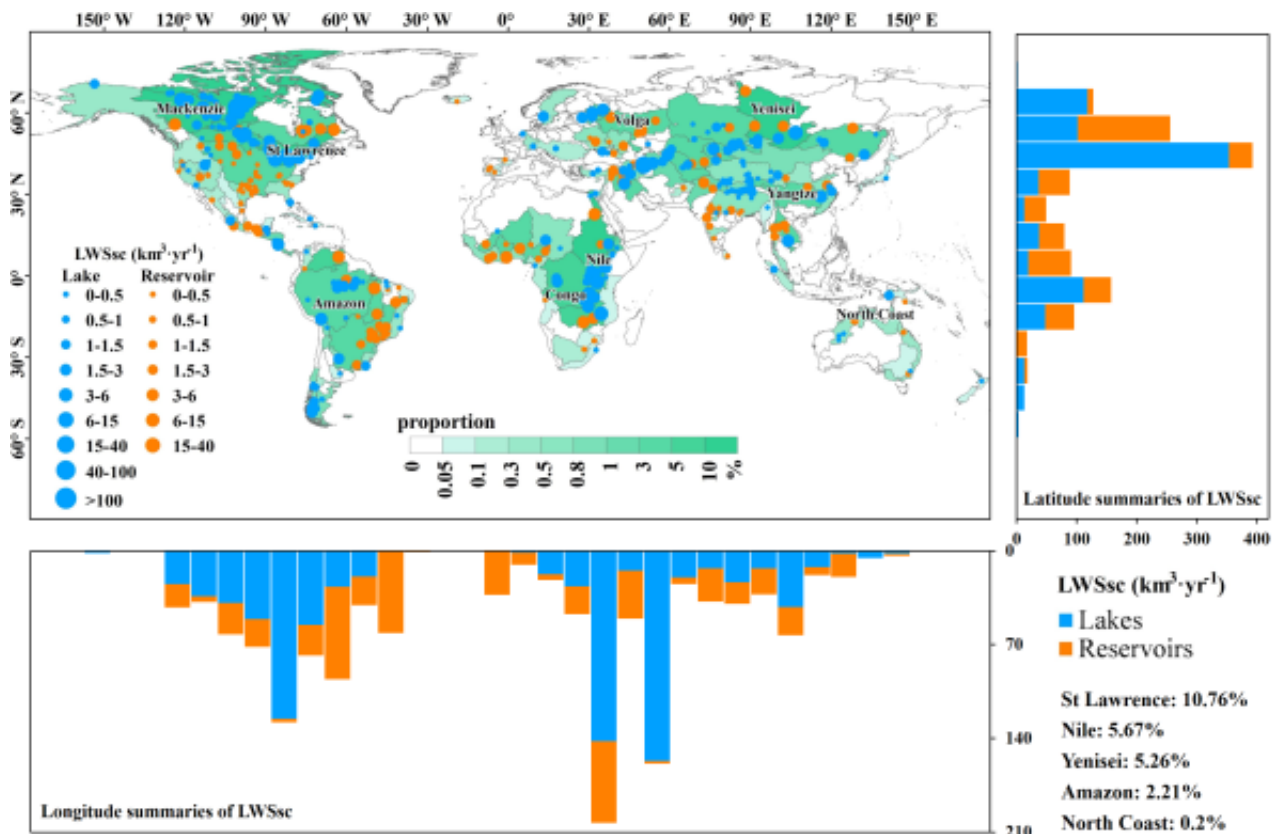 150° W 120° W 90° W 60° W 30° W 0° 30° E 60° E 90° E 120° E 150° E
60° N
30° N
0°
30° S
60° S
Mackenzie
St Lawrence
Amazon
Volga
Yenisei
Yangtze
Nile
Congo
North Coast
LWSsc (km³·yr⁻¹)
Lake Reservoir
0-0.5 0-0.5
0.5-1 0.5-1
1-1.5 1-1.5
1.5-3 1.5-3
3-6 3-6
6-15 6-15
15-40 15-40
40-100
>100
proportion
0 0.05 0.1 0.3 0.5 0.8 1 3 5 10 %
Latitude summaries of LWSsc
0 100 200 300 400
0
70
140
210
Longitude summaries of LWSsc
LWSsc (km³·yr⁻¹)
Lakes
Reservoirs
St Lawrence: 10.76%
Nile: 5.67%
Yenisei: 5.26%
Amazon: 2.21%
North Coast: 0.2%